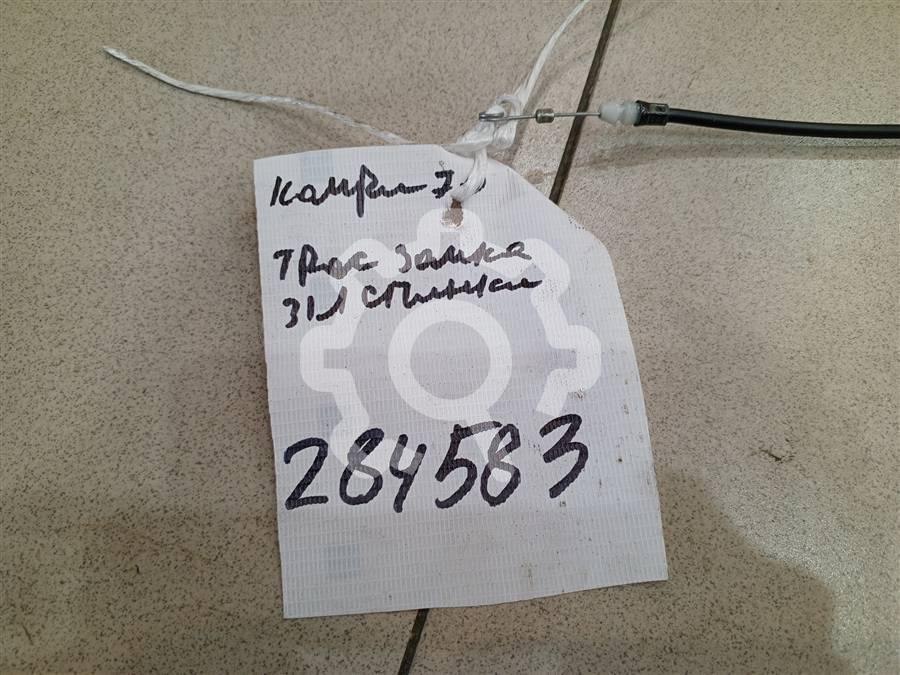 Камри 70
Трос замка
З/Л спинки
284583